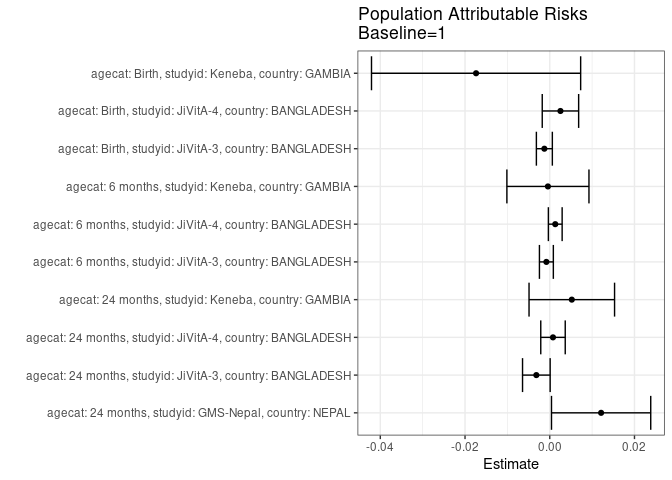 Population Attributable Risks
Baseline=1
agecat: Birth, studyid: Keneba, country: GAMBIA
agecat: Birth, studyid: JiVitA-4, country: BANGLADESH
agecat: Birth, studyid: JiVitA-3, country: BANGLADESH
agecat: 6 months, studyid: Keneba, country: GAMBIA
agecat: 6 months, studyid: JiVitA-4, country: BANGLADESH
agecat: 6 months, studyid: JiVitA-3, country: BANGLADESH
agecat: 24 months, studyid: Keneba, country: GAMBIA
agecat: 24 months, studyid: JiVitA-4, country: BANGLADESH
agecat: 24 months, studyid: JiVitA-3, country: BANGLADESH
agecat: 24 months, studyid: GMS-Nepal, country: NEPAL
-0.04 -0.02 0.00 0.02
Estimate